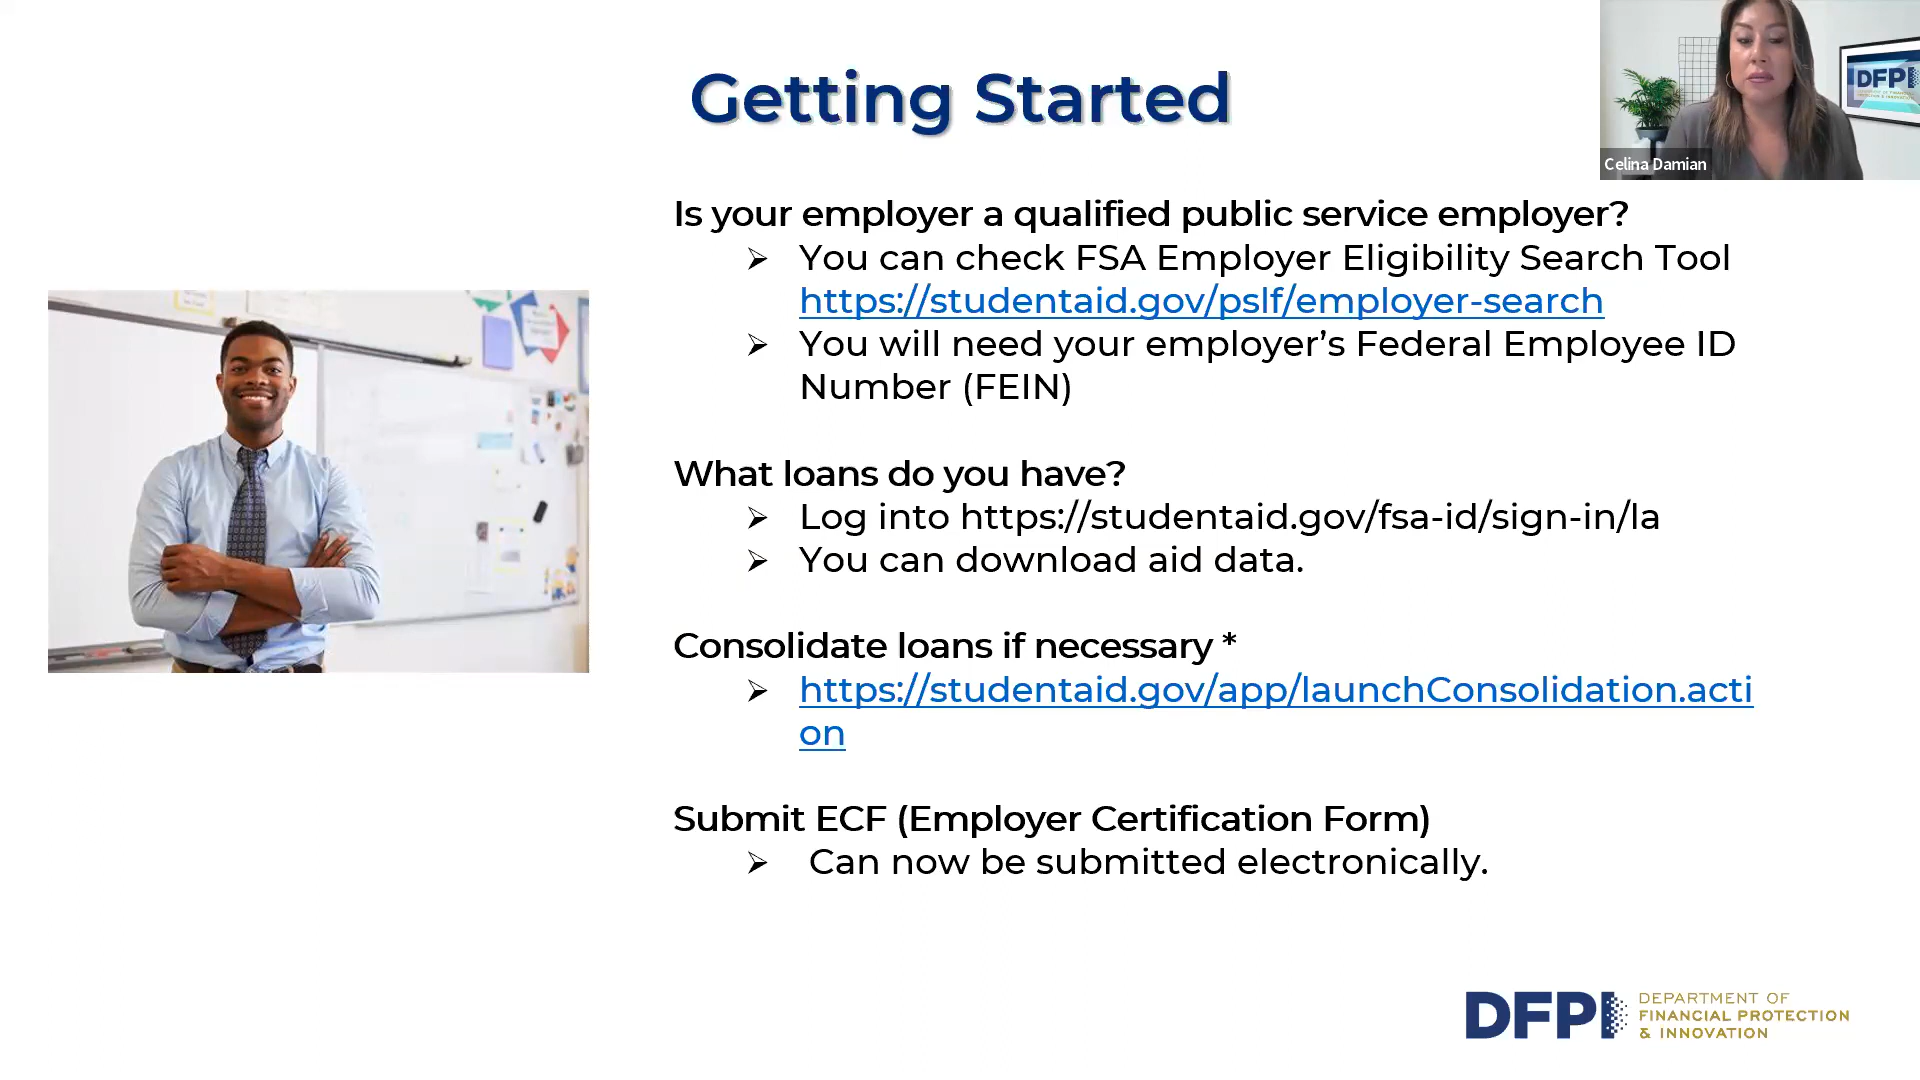 Getting Started
DFPI
Celina Damian
Is your employer a qualified public service employer?
➢ You can check FSA Employer Eligibility Search Tool
https://studentaid.gov/pslf/employer-search
➢ You will need your employer’s Federal Employee ID
Number (FEIN)
What loans do you have?
➢ Log into https://studentaid.gov/fsa-id/sign-in/la
➢ You can download aid data.
Consolidate loans if necessary *
➢ https://studentaid.gov/app/launchConsolidation.acti
on
Submit ECF (Employer Certification Form)
➢ Can now be submitted electronically.
DFPI
DEPARTMENT OF
FINANCIAL PROTECTION
& INNOVATION